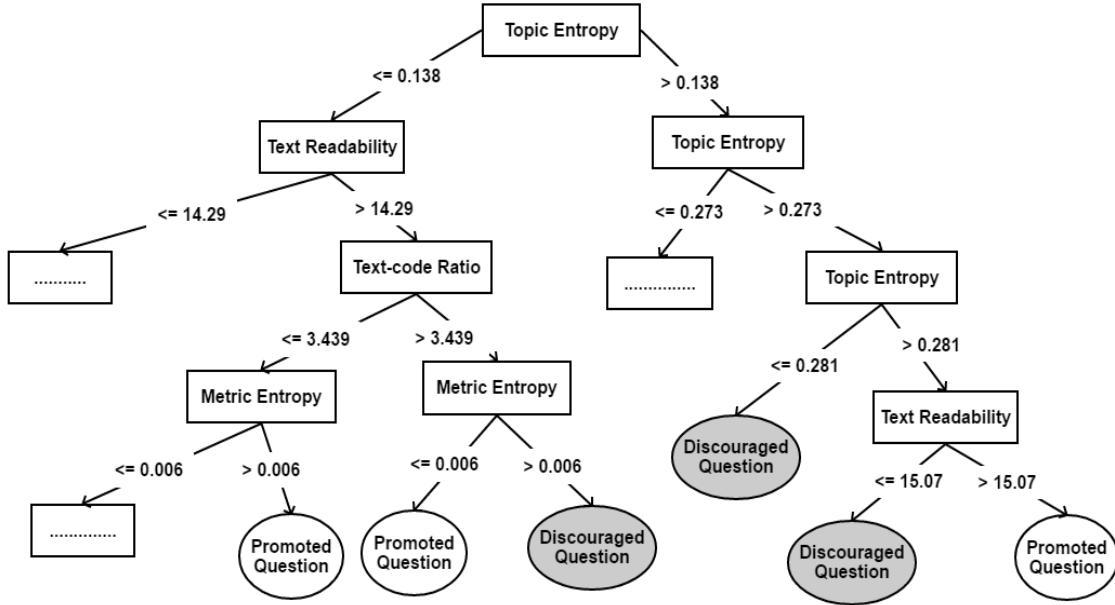 Topic Entropy
<= 0.138
> 0.138
Text Readability
Topic Entropy
<= 14.29
> 14.29
<= 0.273
> 0.273
...........
Text-code Ratio
...............
Topic Entropy
<= 3.439
> 3.439
<= 0.281
> 0.281
Metric Entropy
Metric Entropy
Text Readability
Discouraged
Question
<= 0.006
> 0.006
<= 0.006
> 0.006
<= 15.07
> 15.07
..............
Promoted
Question
Promoted
Question
Discouraged
Question
Discouraged
Question
Promoted
Question